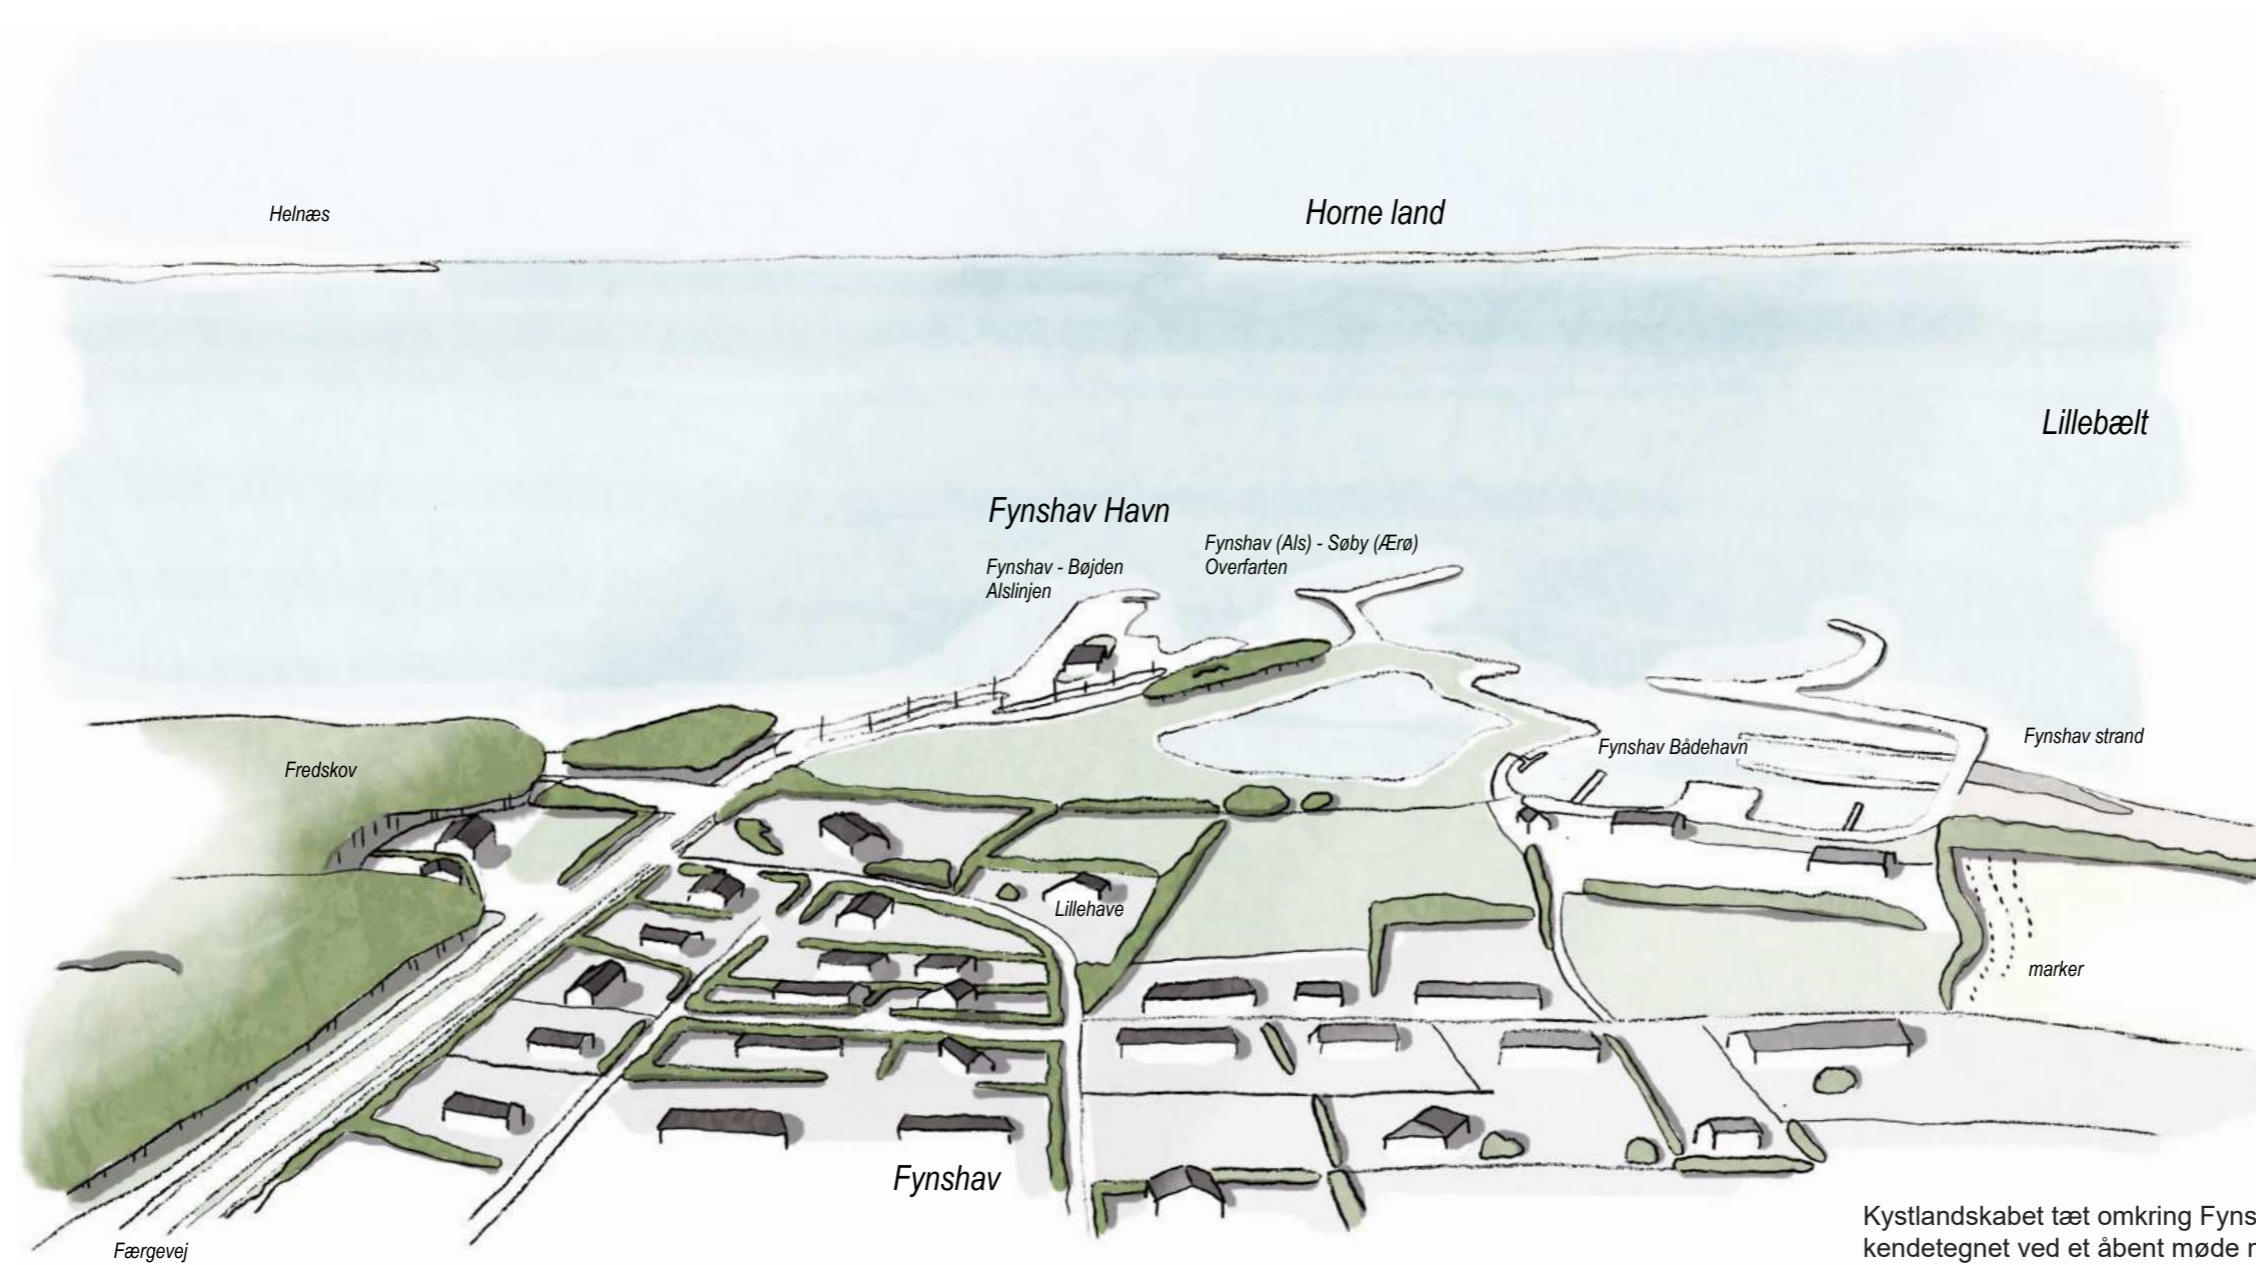 Helnæs
Horne land
Lillebælt
Fynshav Havn
Fynshav (Als) - Søby (Ærø)
Overfarten
Fynshav - Bøjden
Alslinjen
Fynshav strand
Fynshav Bådehavn
Fredskov
Lillehave
marker
Fynshav
Færgevej
Kystlandskabet tæt omkring Fyns
kendetegnet ved et åbent møde